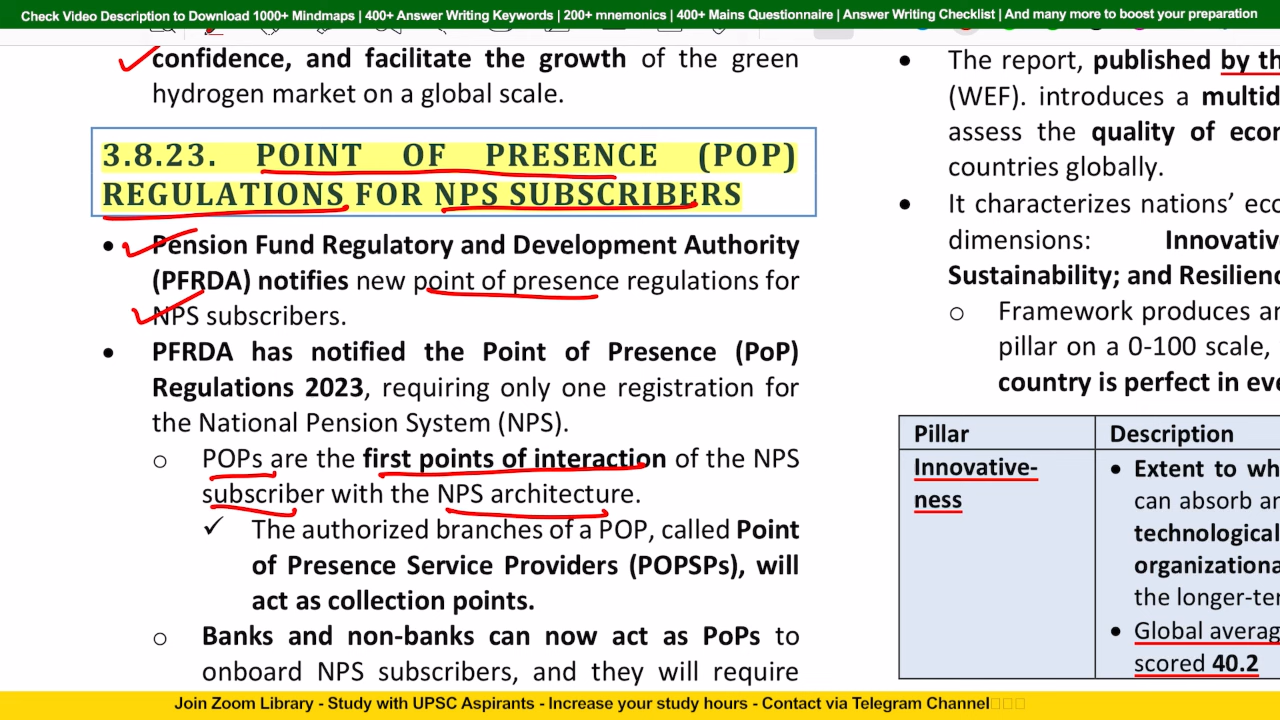 Check Video Description to Download 1000+ Mindmaps | 400+ Answer Writing Keywords | 200+ mnemonics | 400+ Mains Questionnaire | Answer Writing Checklist | And many more to boost your preparation
confidence, and facilitate the growth of the green
hydrogen market on a global scale.
3.8.23. POINT OF PRESENCE (POP)
REGULATIONS FOR NPS SUBSCRIBERS
• Pension Fund Regulatory and Development Authority
(PFRDA) notifies new point of presence regulations for
NPS subscribers.
• PFRDA has notified the Point of Presence (PoP)
Regulations 2023, requiring only one registration for
the National Pension System (NPS).
o POPs are the first points of interaction of the NPS
subscriber with the NPS architecture.
✓ The authorized branches of a POP, called Point
of Presence Service Providers (POPSPs), will
act as collection points.
o Banks and non-banks can now act as PoPs to
onboard NPS subscribers, and they will require
• The report, published by th
(WEF). introduces a multid
assess the quality of econ
countries globally.
• It characterizes nations’ eco
dimensions: Innovativ
Sustainability; and Resilienc
o Framework produces an
pillar on a 0-100 scale,
country is perfect in eve
Pillar Description
Innovative-
ness
• Extent to wh
can absorb an
technological
organizationa
the longer-ter
• Global averag
scored 40.2
Join Zoom Library - Study with UPSC Aspirants - Increase your study hours - Contact via Telegram Channel